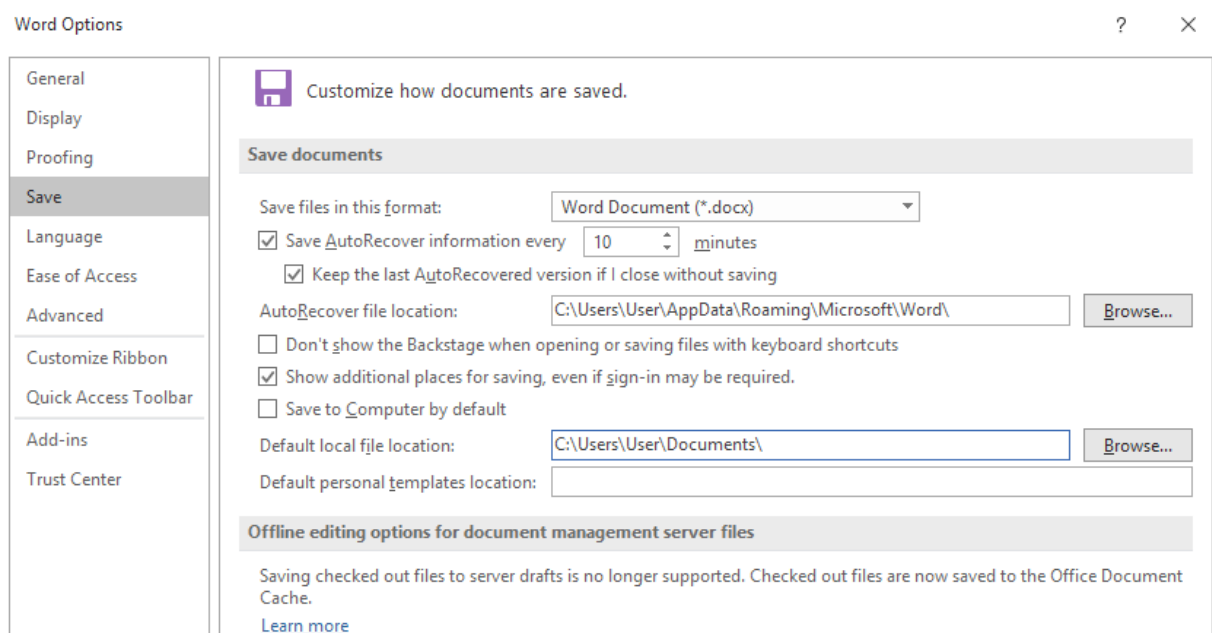 Word Options
?
General
Display
Proofing
Save
Language
Ease of Access
Advanced
Customize Ribbon
Quick Access Toolbar
Add-ins
Trust Center
Customize how documents are saved.
Save documents
Save files in this format: Word Document (*.docx)
Save AutoRecover information every 10 minutes
Keep the last AutoRecovered version if I close without saving
AutoRecover file location: C:\Users\User\AppData\Roaming\Microsoft\Word\ Browse...
Don't show the Backstage when opening or saving files with keyboard shortcuts
Show additional places for saving, even if sign-in may be required.
Save to Computer by default
Default local file location: C:\Users\User\Documents\ Browse...
Default personal templates location:
Offline editing options for document management server files
Saving checked out files to server drafts is no longer supported. Checked out files are now saved to the Office Document
Cache.
Learn more